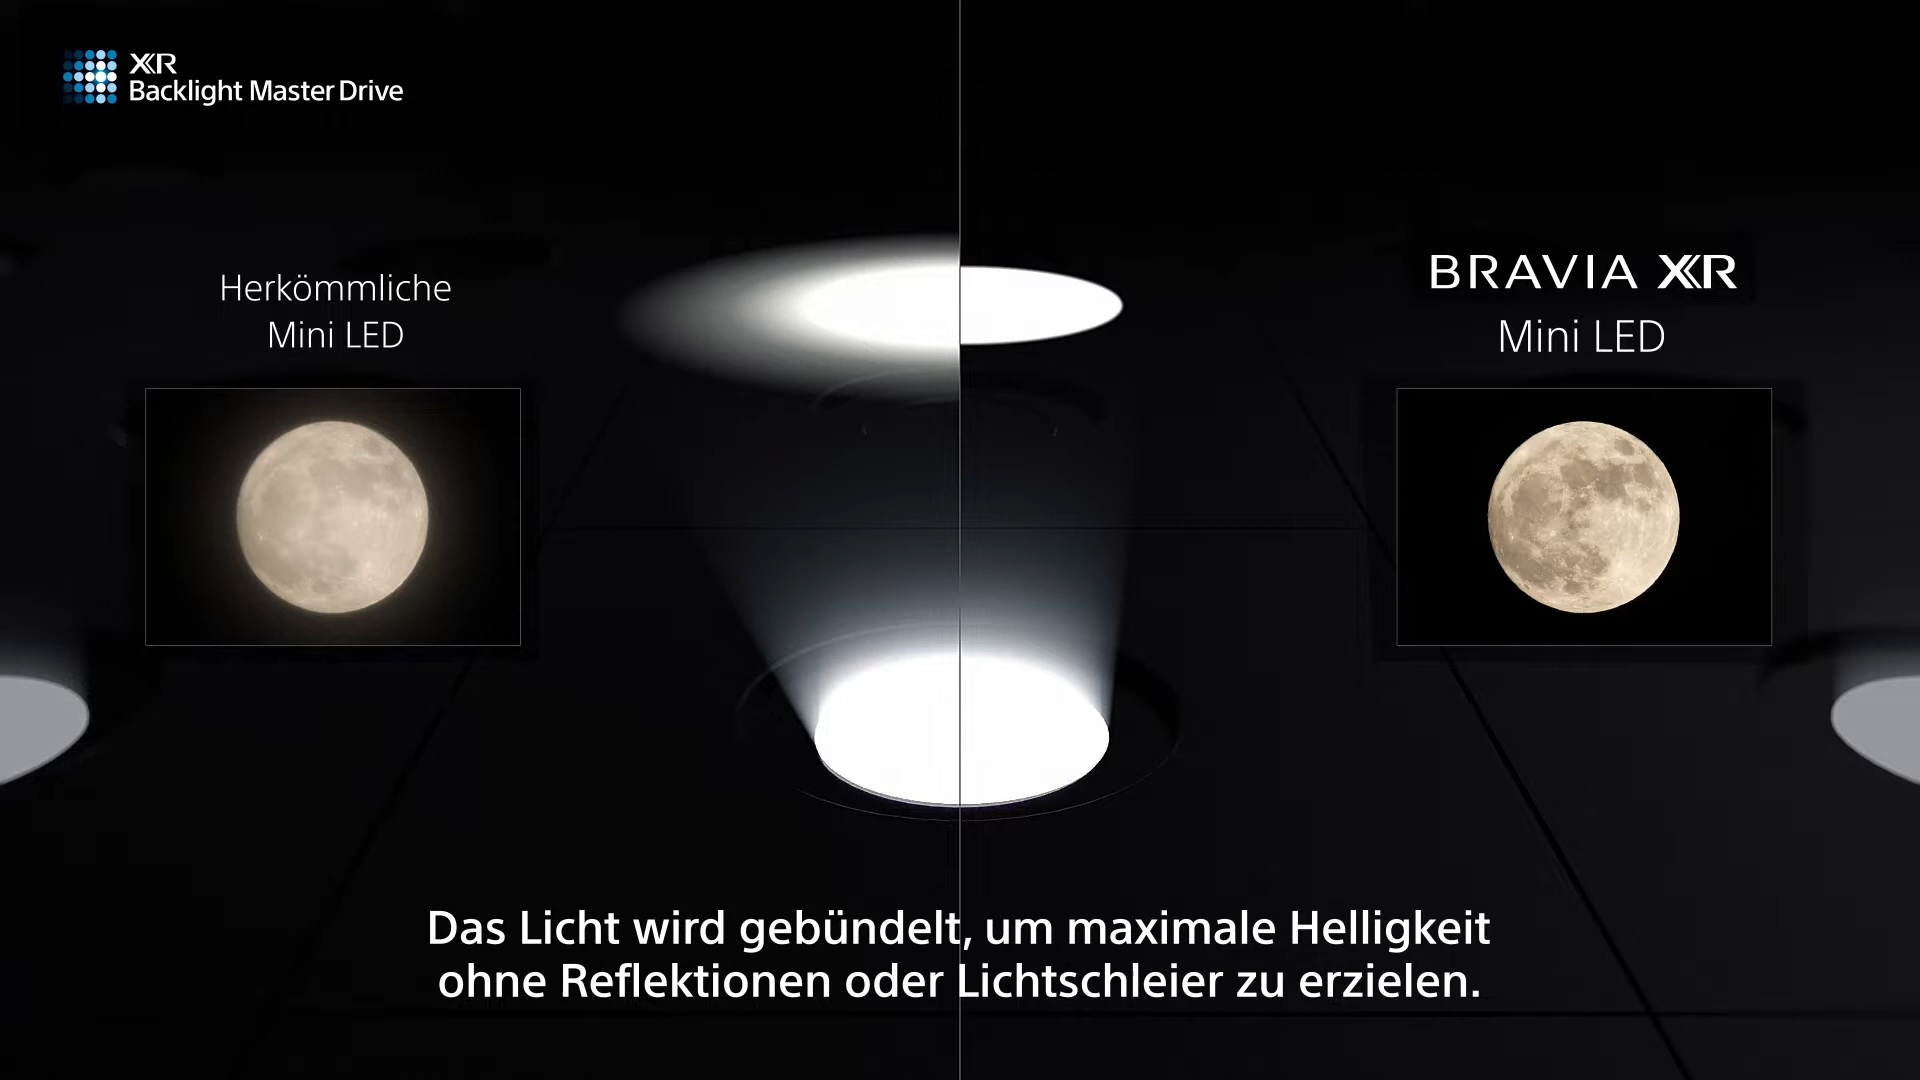 XR
Backlight Master Drive
Herkömmliche
Mini LED
BRAVIA XR
Mini LED
Das Licht wird gebündelt, um maximale Helligkeit
ohne Reflektionen oder Lichtschleier zu erzielen.